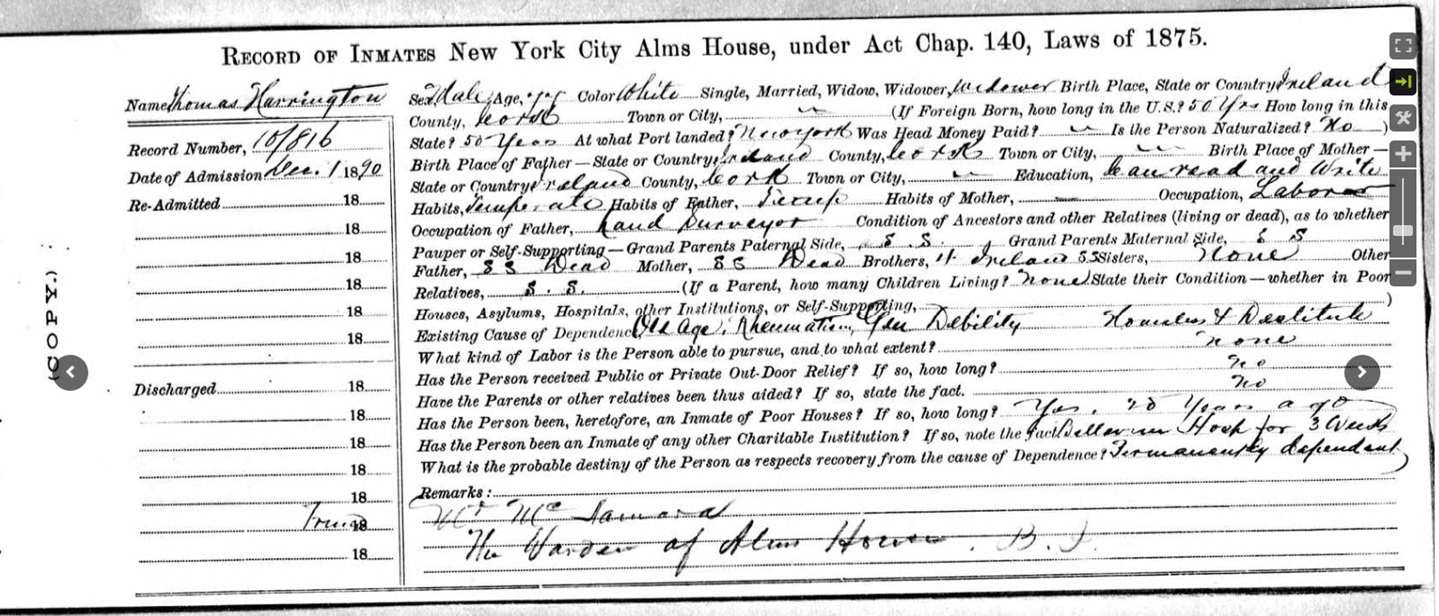 RECORD OF INMATES NEW YORK CITY ALMS HOUSE, under Act Chap. 140, Laws of 1875.
Name Thomas Harrington
Record Number, 10/816
Date of Admission Dec. 1 1890
Re-Admitted 18
18
18
18
18
18
Discharged 18
18
18
18
18
18
18
(COPY.)
Sex, Male Age, 77 Color White Single, Married, Widow, Widower, Widower Birth Place, State or Country, Ireland
County, Cork Town or City, (If Foreign Born, how long in the U.S.? 50 Yrs How long in this
State? 50 Years At what Port landed? New York Was Head Money Paid? Is the Person Naturalized? No )
Birth Place of Father—State or Country, Ireland County, Cork Town or City, Birth Place of Mother—
State or Country, Ireland County, Cork Town or City, Education, Can read and Write
Habits, Temperate Habits of Father, Temp Habits of Mother, Occupation, Laborer
Occupation of Father, Land Surveyor Condition of Ancestors and other Relatives (living or dead), as to whether
Pauper or Self-Supporting—Grand Parents Paternal Side, S. S. Grand Parents Maternal Side, S S
Father, SS Dead Mother, SS Dead Brothers, Ireland SS Sisters, None Other
Relatives, S. S. (If a Parent, how many Children Living? None State their Condition—whether in Poor
Houses, Asylums, Hospitals, other Institutions, or Self-Supporting, )
Existing Cause of Dependence, Old Age, Rheumatism, Gen Debility Homeless & Destitute
What kind of Labor is the Person able to pursue, and to what extent? None
Has the Person received Public or Private Out-Door Relief? If so, how long? No
Have the Parents or other relatives been thus aided? If so, state the fact. No
Has the Person been, heretofore, an Inmate of Poor Houses? If so, how long? Yes. 20 Years ago
Has the Person been an Inmate of any other Charitable Institution? If so, note the fact Bellevue Hosp for 3 Weeks
What is the probable destiny of the Person as respects recovery from the cause of Dependence? Permanently dependant
Remarks:
Mr Mc
The Warden of Alms House. B. I.